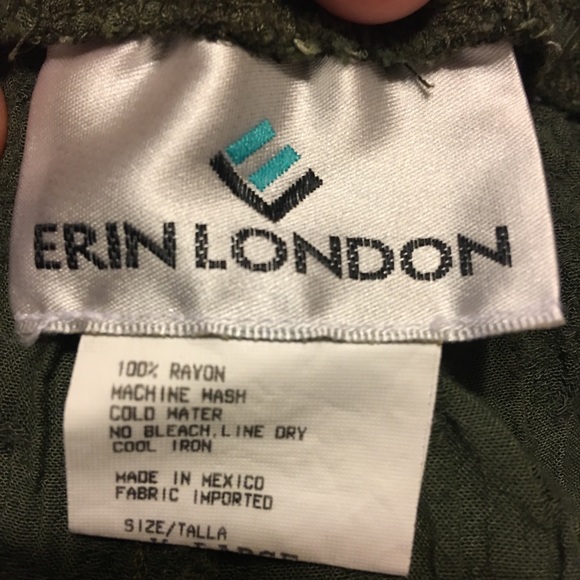 ERIN LONDON
100% RAYON
MACHINE WASH
COLD WATER
NO BLEACH, LINE DRY
COOL IRON
MADE IN MEXICO
FABRIC IMPORTED
SIZE/TALLA
X-LARGE